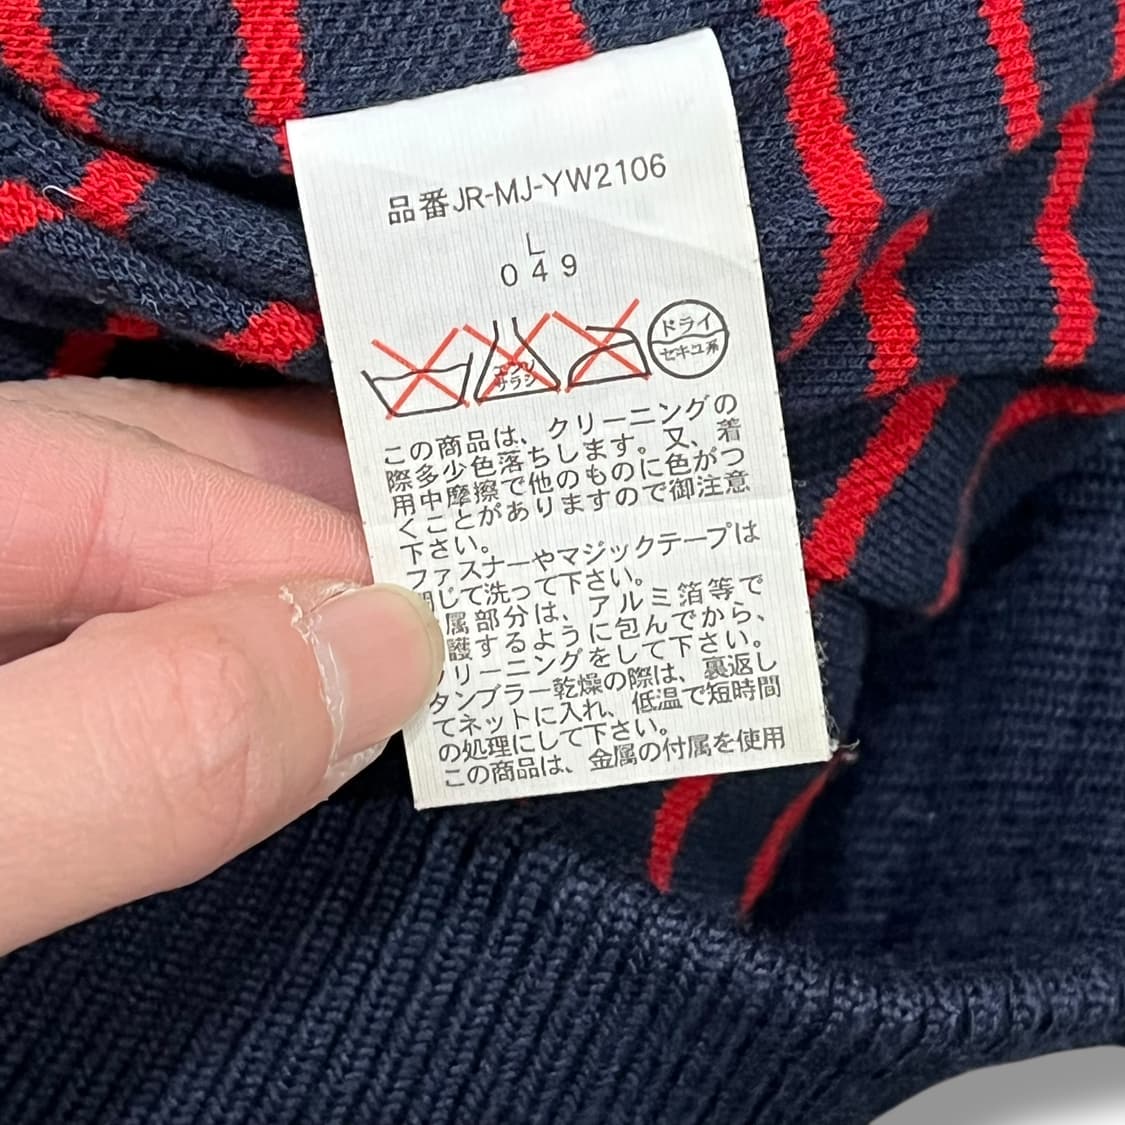 品番JR-MJ-YW2106
L
049
エンソ
サラシ
ドライ
セキユ系
この商品は、クリーニングの
際多少色落ちします。又、着
用中摩擦で他のものに色がつ
くことがありますので御注意
下さい。
ファスナーやマジックテープは
閉じて洗って下さい。
属部分は、アルミ箔等で
護するように包んでから、
クリーニングをして下さい。
タンブラー乾燥の際は、裏返し
てネットに入れ、低温で短時間
の処理にして下さい。
この商品は、金属の付属を使用